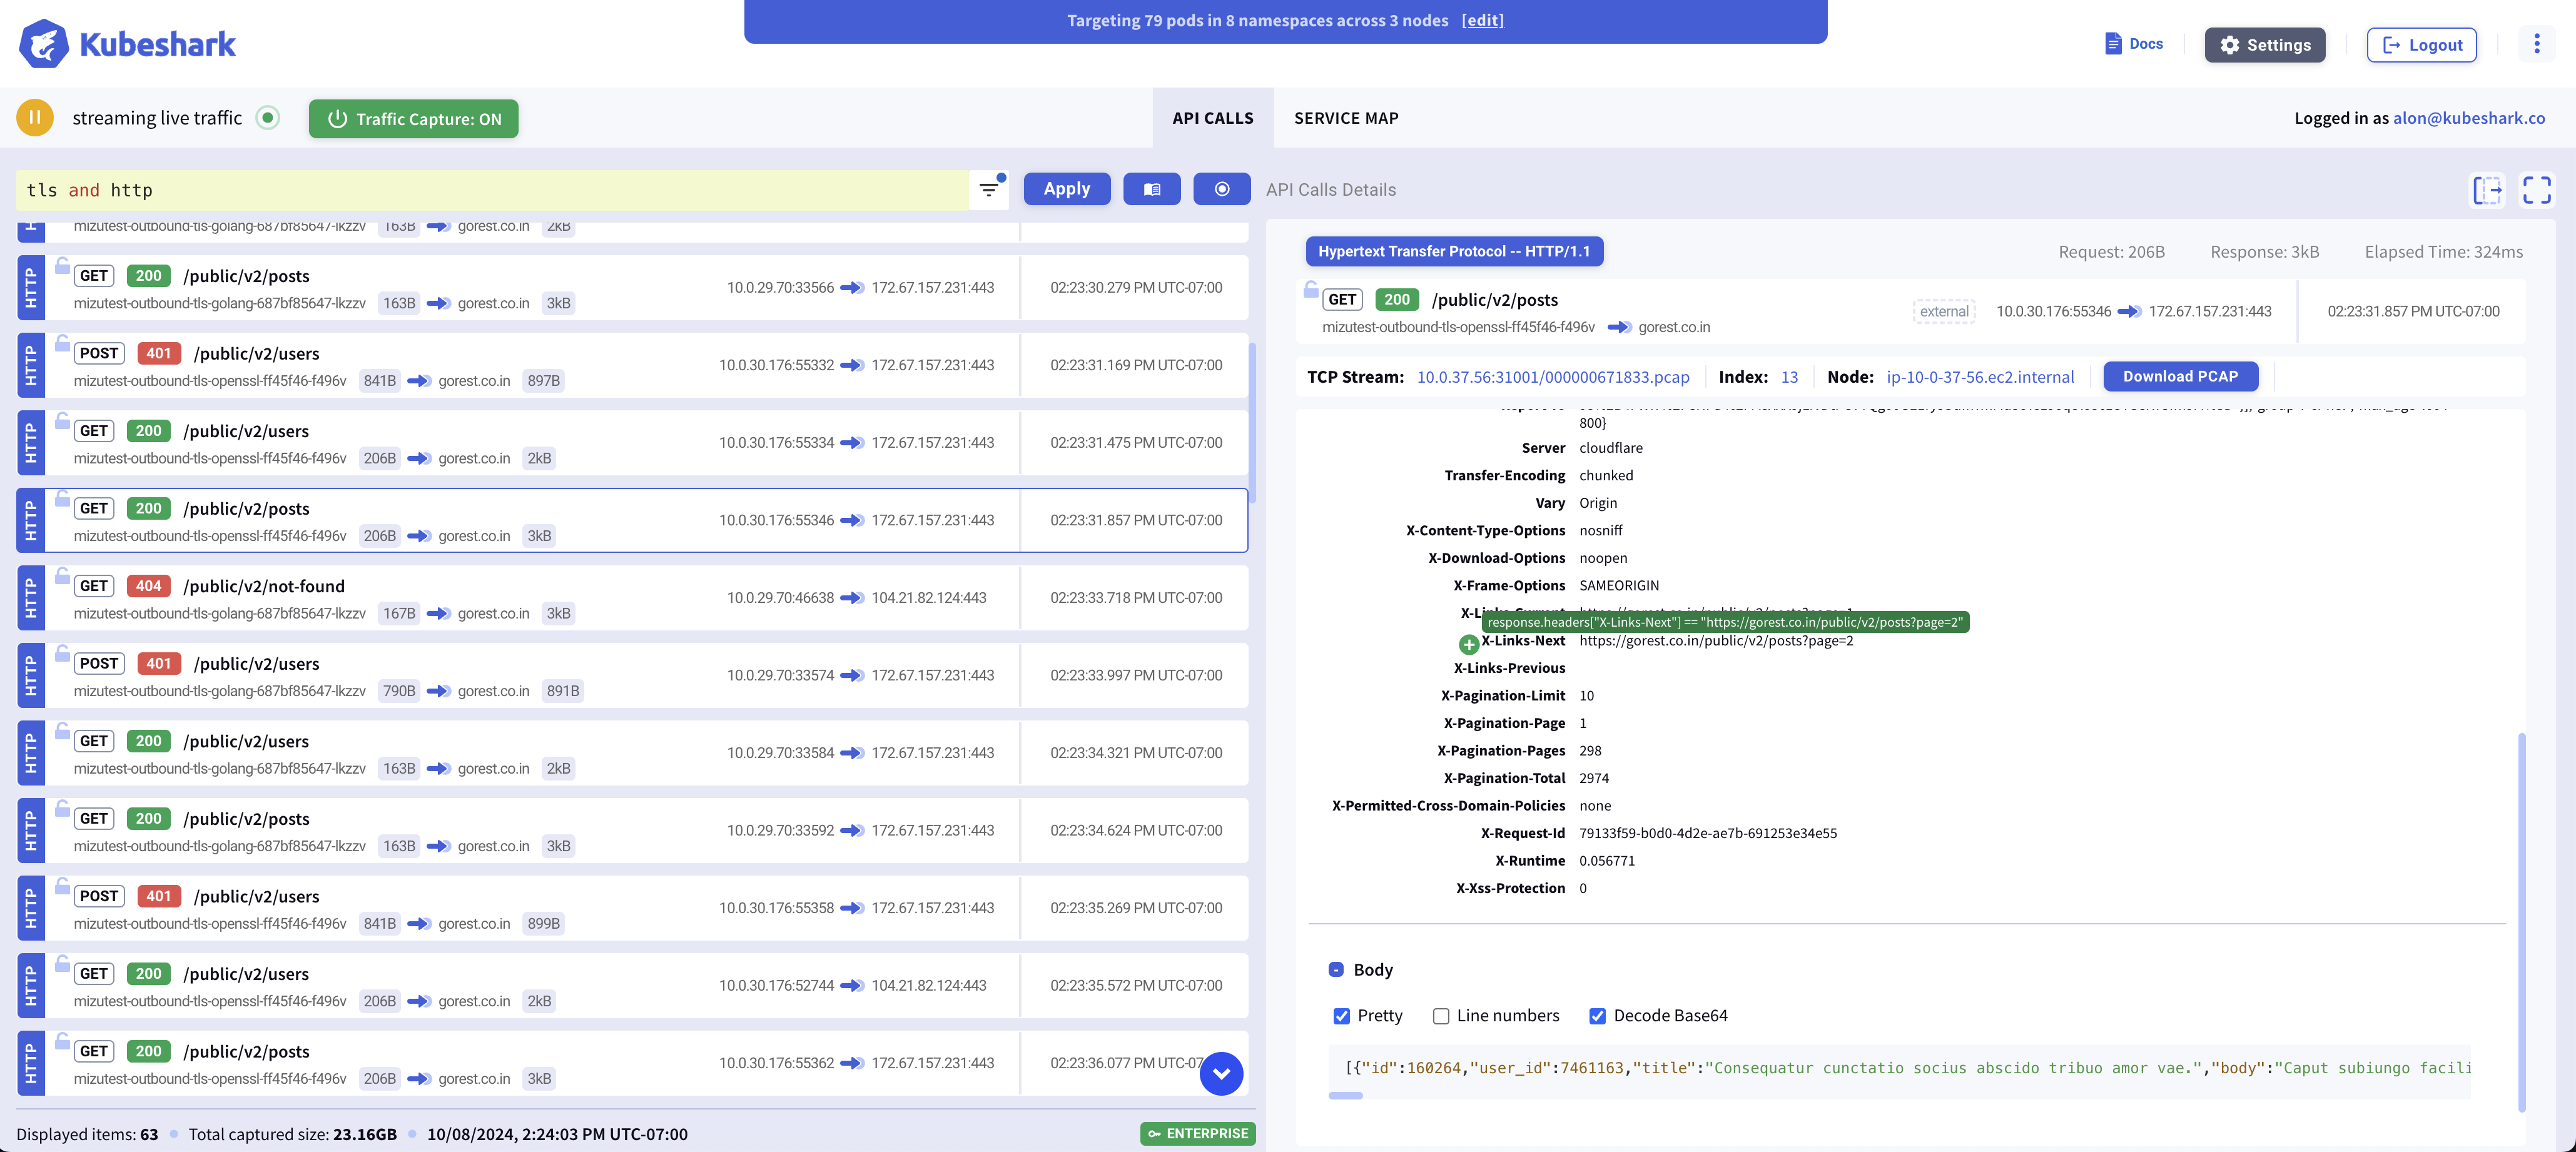 Kubeshark
Targeting 79 pods in 8 namespaces across 3 nodes [edit]
Docs
Settings
Logout
streaming live traffic
Traffic Capture: ON
API CALLS
SERVICE MAP
Logged in as alon@kubeshark.co
tls and http
Apply
mizutest-outbound-tls-golang-687bf85647-lkzzv 163B gorest.co.in 2kB
HTTP GET 200 /public/v2/posts
mizutest-outbound-tls-golang-687bf85647-lkzzv 163B gorest.co.in 3kB
10.0.29.70:33566 172.67.157.231:443 02:23:30.279 PM UTC-07:00
HTTP POST 401 /public/v2/users
mizutest-outbound-tls-openssl-ff45f46-f496v 841B gorest.co.in 897B
10.0.30.176:55332 172.67.157.231:443 02:23:31.169 PM UTC-07:00
HTTP GET 200 /public/v2/users
mizutest-outbound-tls-openssl-ff45f46-f496v 206B gorest.co.in 2kB
10.0.30.176:55334 172.67.157.231:443 02:23:31.475 PM UTC-07:00
HTTP GET 200 /public/v2/posts
mizutest-outbound-tls-openssl-ff45f46-f496v 206B gorest.co.in 3kB
10.0.30.176:55346 172.67.157.231:443 02:23:31.857 PM UTC-07:00
HTTP GET 404 /public/v2/not-found
mizutest-outbound-tls-golang-687bf85647-lkzzv 167B gorest.co.in 3kB
10.0.29.70:46638 104.21.82.124:443 02:23:33.718 PM UTC-07:00
HTTP POST 401 /public/v2/users
mizutest-outbound-tls-golang-687bf85647-lkzzv 790B gorest.co.in 891B
10.0.29.70:33574 172.67.157.231:443 02:23:33.997 PM UTC-07:00
HTTP GET 200 /public/v2/users
mizutest-outbound-tls-golang-687bf85647-lkzzv 163B gorest.co.in 2kB
10.0.29.70:33584 172.67.157.231:443 02:23:34.321 PM UTC-07:00
HTTP GET 200 /public/v2/posts
mizutest-outbound-tls-golang-687bf85647-lkzzv 163B gorest.co.in 3kB
10.0.29.70:33592 172.67.157.231:443 02:23:34.624 PM UTC-07:00
HTTP POST 401 /public/v2/users
mizutest-outbound-tls-openssl-ff45f46-f496v 841B gorest.co.in 899B
10.0.30.176:55358 172.67.157.231:443 02:23:35.269 PM UTC-07:00
HTTP GET 200 /public/v2/users
mizutest-outbound-tls-openssl-ff45f46-f496v 206B gorest.co.in 2kB
10.0.30.176:52744 104.21.82.124:443 02:23:35.572 PM UTC-07:00
HTTP GET 200 /public/v2/posts
mizutest-outbound-tls-openssl-ff45f46-f496v 206B gorest.co.in 3kB
10.0.30.176:55362 172.67.157.231:443 02:23:36.077 PM UTC-07
Displayed items: 63 Total captured size: 23.16GB 10/08/2024, 2:24:03 PM UTC-07:00
ENTERPRISE
API Calls Details
Hypertext Transfer Protocol -- HTTP/1.1
Request: 206B Response: 3kB Elapsed Time: 324ms
GET 200 /public/v2/posts
mizutest-outbound-tls-openssl-ff45f46-f496v gorest.co.in
external 10.0.30.176:55346 172.67.157.231:443 02:23:31.857 PM UTC-07:00
TCP Stream: 10.0.37.56:31001/000000671833.pcap Index: 13 Node: ip-10-0-37-56.ec2.internal Download PCAP
800}
Server cloudflare
Transfer-Encoding chunked
Vary Origin
X-Content-Type-Options nosniff
X-Download-Options noopen
X-Frame-Options SAMEORIGIN
response.headers["X-Links-Next"] == "https://gorest.co.in/public/v2/posts?page=2"
X-Links-Next https://gorest.co.in/public/v2/posts?page=2
X-Links-Previous
X-Pagination-Limit 10
X-Pagination-Page 1
X-Pagination-Pages 298
X-Pagination-Total 2974
X-Permitted-Cross-Domain-Policies none
X-Request-Id 79133f59-b0d0-4d2e-ae7b-691253e34e55
X-Runtime 0.056771
X-Xss-Protection 0
- Body
Pretty Line numbers Decode Base64
[{"id":160264,"user_id":7461163,"title":"Consequatur cunctatio socius abscido tribuo amor vae.","body":"Caput subiungo facili